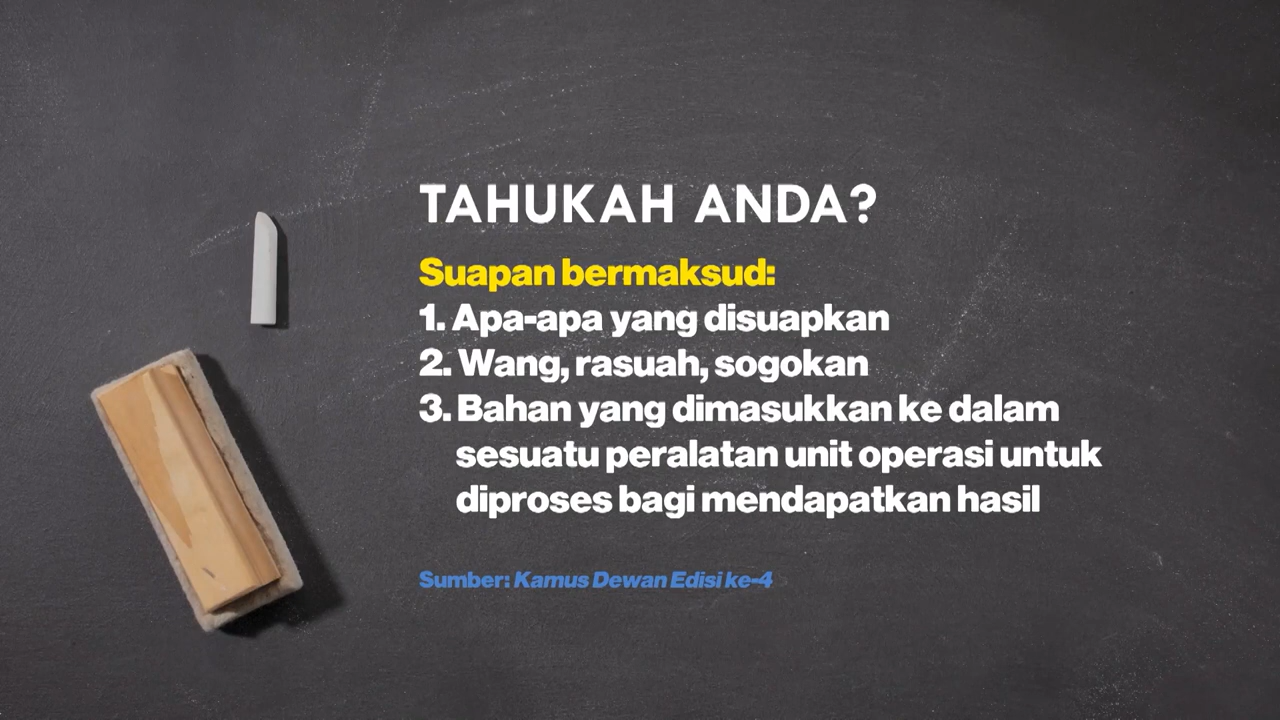 TAHUKAH ANDA?
Suapan bermaksud:
1. Apa-apa yang disuapkan
2. Wang, rasuah, sogokan
3. Bahan yang dimasukkan ke dalam
sesuatu peralatan unit operasi untuk
diproses bagi mendapatkan hasil
Sumber: Kamus Dewan Edisi ke-4